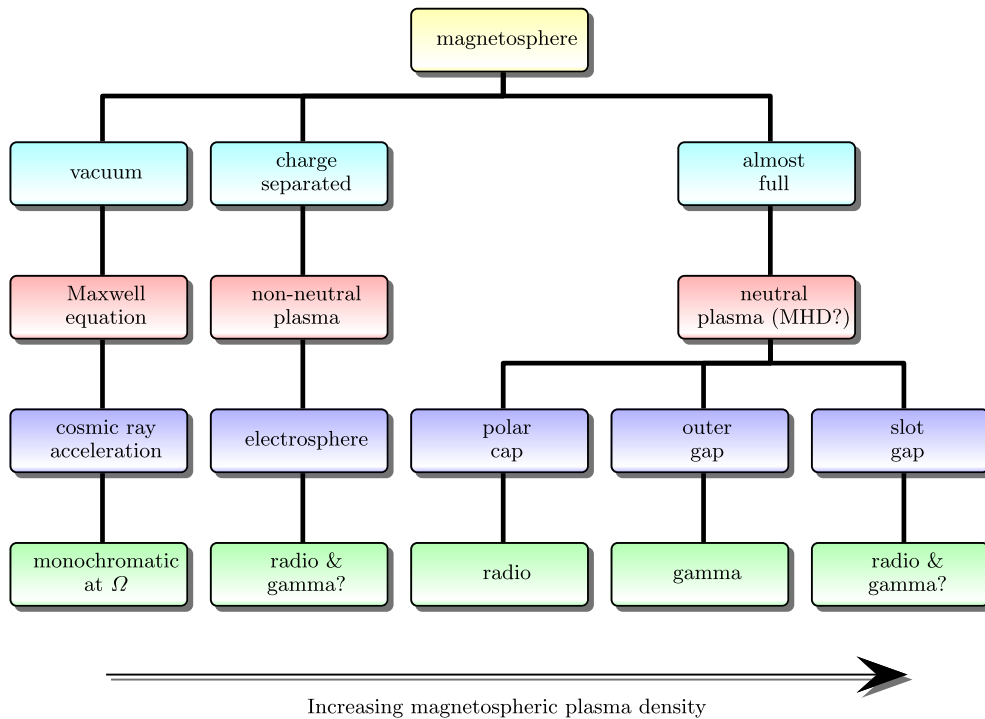 magnetosphere
vacuum
charge
separated
almost
full
Maxwell
equation
non-neutral
plasma
neutral
plasma (MHD?)
cosmic ray
acceleration
electrosphere
polar
cap
outer
gap
slot
gap
monochromatic
at Ω
radio &
gamma?
radio
gamma
radio &
gamma?
Increasing magnetospheric plasma density